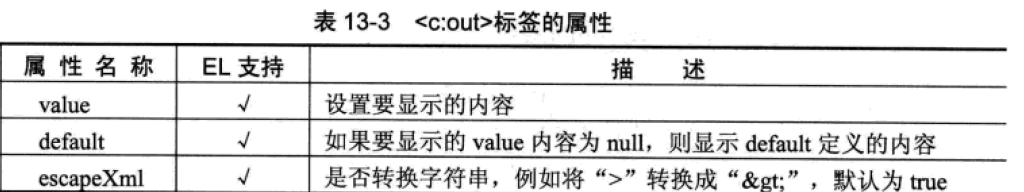 表 13-3 <c:out>标签的属性
属 性 名 称 EL 支持 描 述
value √ 设置要显示的内容
default √ 如果要显示的 value 内容为 null，则显示 default 定义的内容
escapeXml √ 是否转换字符串，例如将“>”转换成“&gt;”，默认为 true